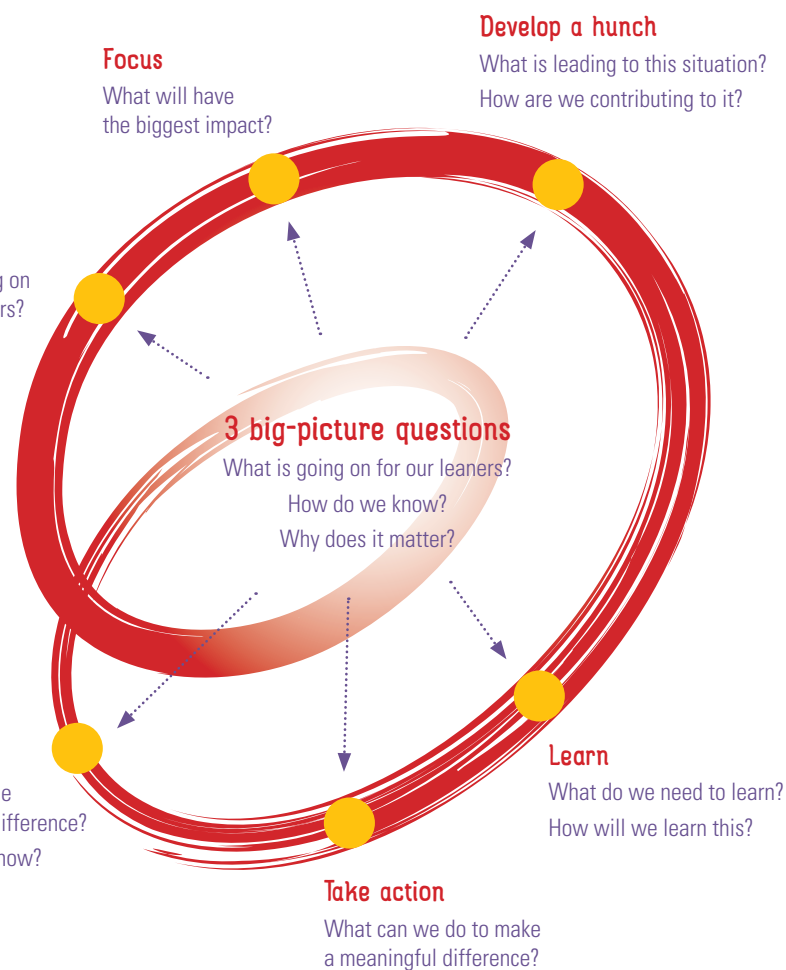 Develop a hunch
What is leading to this situation?
How are we contributing to it?
Focus
What will have
the biggest impact?
on
3 big-picture questions
What is going on for our leaners?
How do we know?
Why does it matter?
Learn
What do we need to learn?
How will we learn this?
Take action
What can we do to make
a meaningful difference?